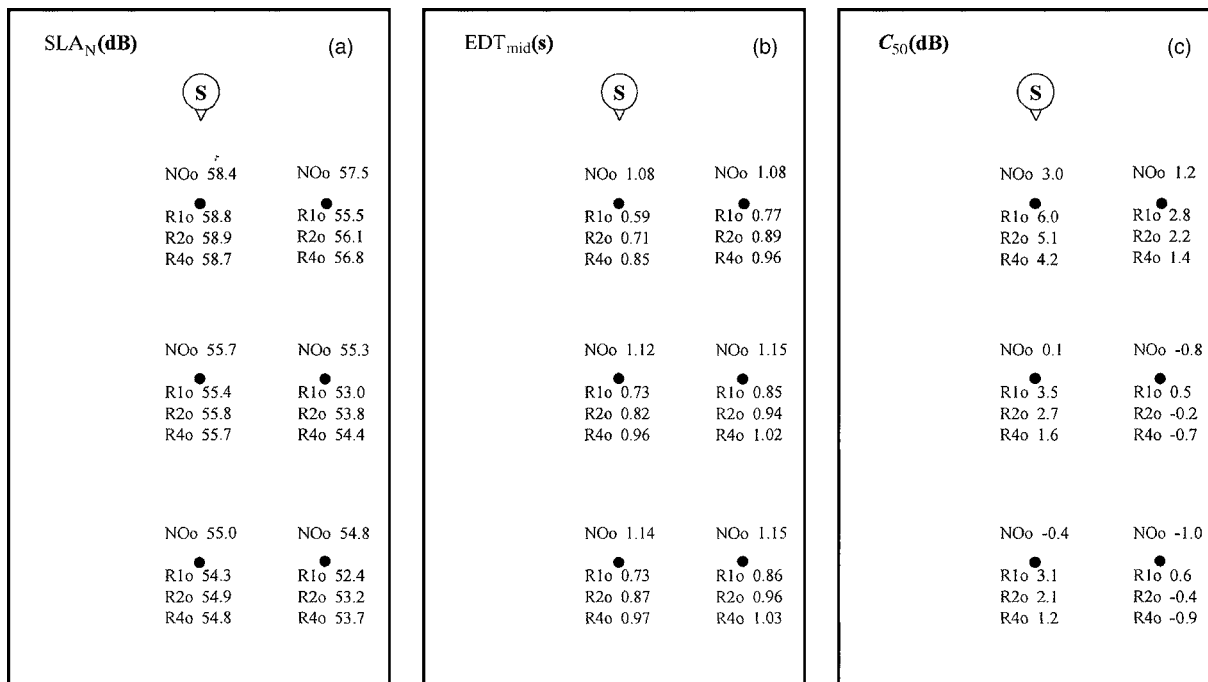 SLA_N(dB) (a)
S
NOo 58.4 NOo 57.5
R1o 58.8 R1o 55.5
R2o 58.9 R2o 56.1
R4o 58.7 R4o 56.8
NOo 55.7 NOo 55.3
R1o 55.4 R1o 53.0
R2o 55.8 R2o 53.8
R4o 55.7 R4o 54.4
NOo 55.0 NOo 54.8
R1o 54.3 R1o 52.4
R2o 54.9 R2o 53.2
R4o 54.8 R4o 53.7
EDT_mid(s) (b)
S
NOo 1.08 NOo 1.08
R1o 0.59 R1o 0.77
R2o 0.71 R2o 0.89
R4o 0.85 R4o 0.96
NOo 1.12 NOo 1.15
R1o 0.73 R1o 0.85
R2o 0.82 R2o 0.94
R4o 0.96 R4o 1.02
NOo 1.14 NOo 1.15
R1o 0.73 R1o 0.86
R2o 0.87 R2o 0.96
R4o 0.97 R4o 1.03
C_50(dB) (c)
S
NOo 3.0 NOo 1.2
R1o 6.0 R1o 2.8
R2o 5.1 R2o 2.2
R4o 4.2 R4o 1.4
NOo 0.1 NOo -0.8
R1o 3.5 R1o 0.5
R2o 2.7 R2o -0.2
R4o 1.6 R4o -0.7
NOo -0.4 NOo -1.0
R1o 3.1 R1o 0.6
R2o 2.1 R2o -0.4
R4o 1.2 R4o -0.9